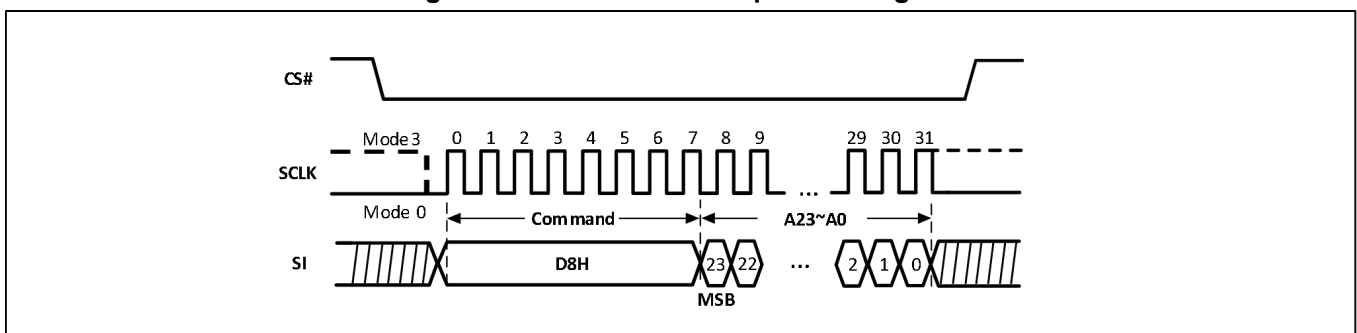 CS#
Mode 3 0 1 2 3 4 5 6 7 8 9 29 30 31
SCLK
...
Mode 0 Command A23~A0
SI D8H 23 22 ... 2 1 0
MSB